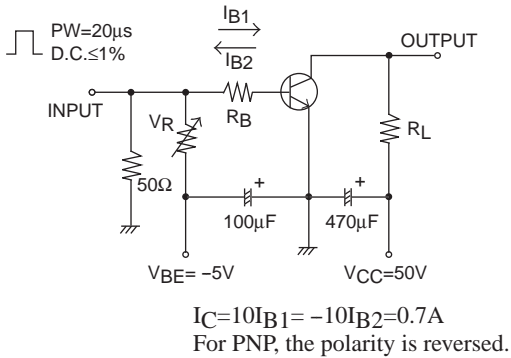 IB1
PW=20μs
D.C.≤1%
IB2
OUTPUT
INPUT
VR
RB
RL
50Ω
+
+
100μF
470μF
VBE= −5V
VCC=50V
IC=10IB1= −10IB2=0.7A
For PNP, the polarity is reversed.